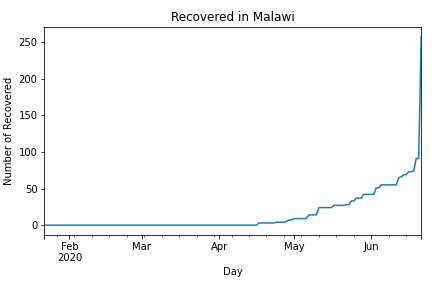 Recovered in Malawi
Number of Recovered
250
200
150
100
50
0
Feb
2020
Mar
Apr
May
Jun
Day